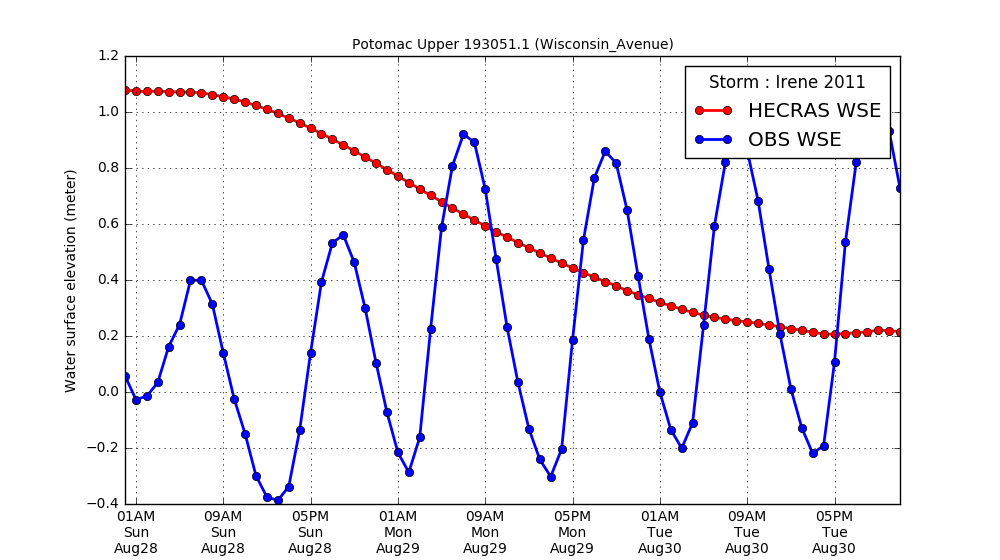 Potomac Upper 193051.1 (Wisconsin_Avenue)
Water surface elevation (meter)
1.2
1.0
0.8
0.6
0.4
0.2
0.0
−0.2
−0.4
Storm : Irene 2011
HECRAS WSE
OBS WSE
01AM 09AM 05PM 01AM 09AM 05PM 01AM 09AM 05PM
Sun Sun Sun Mon Mon Mon Tue Tue Tue
Aug28 Aug28 Aug28 Aug29 Aug29 Aug29 Aug30 Aug30 Aug30